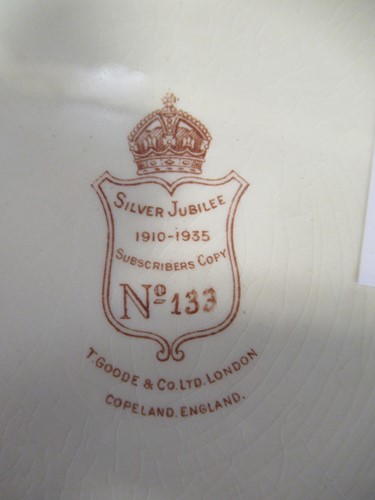 SILVER JUBILEE
1910-1935
SUBSCRIBERS COPY
No 133
T. GOODE & CO. LTD. LONDON
COPELAND. ENGLAND.